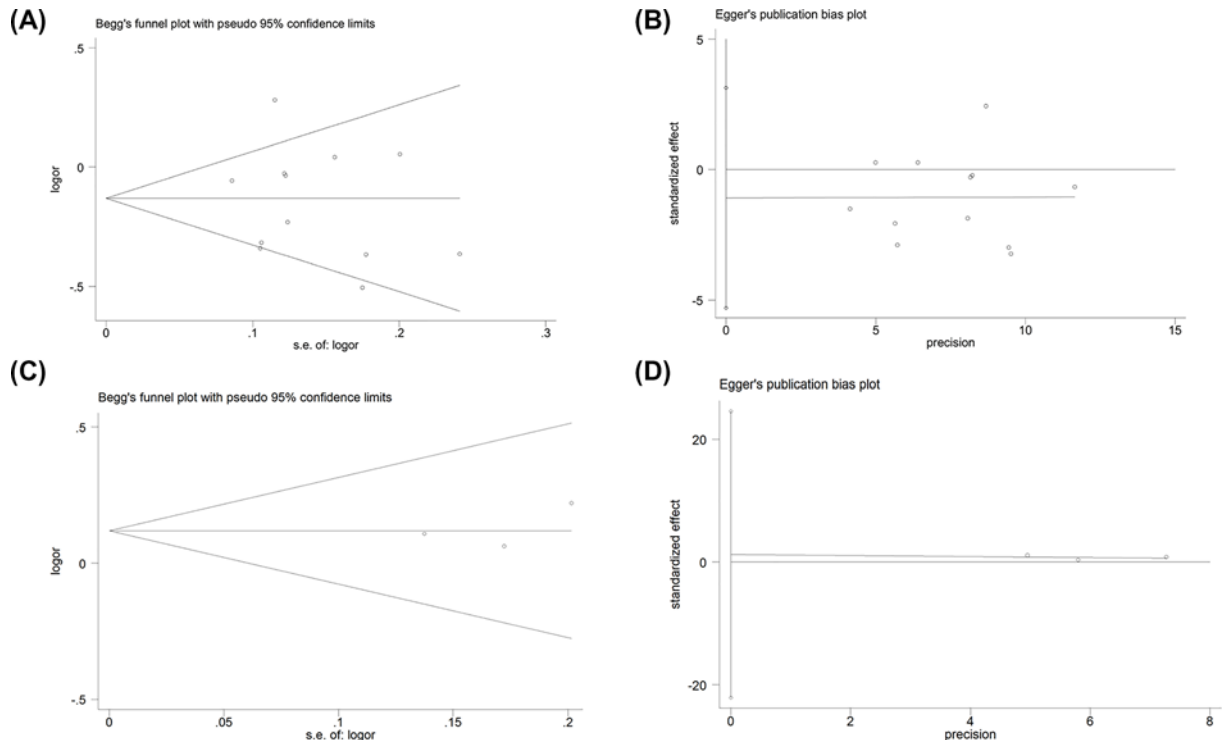 (A)
Begg's funnel plot with pseudo 95% confidence limits
.5
0
-.5
logor
0 .1 .2 .3
s.e. of: logor
(B)
Egger's publication bias plot
5
0
-5
standardized effect
0 5 10 15
precision
(C)
Begg's funnel plot with pseudo 95% confidence limits
.5
0
-.5
logor
0 .05 .1 .15 .2
s.e. of: logor
(D)
Egger's publication bias plot
20
0
-20
standardized effect
0 2 4 6 8
precision